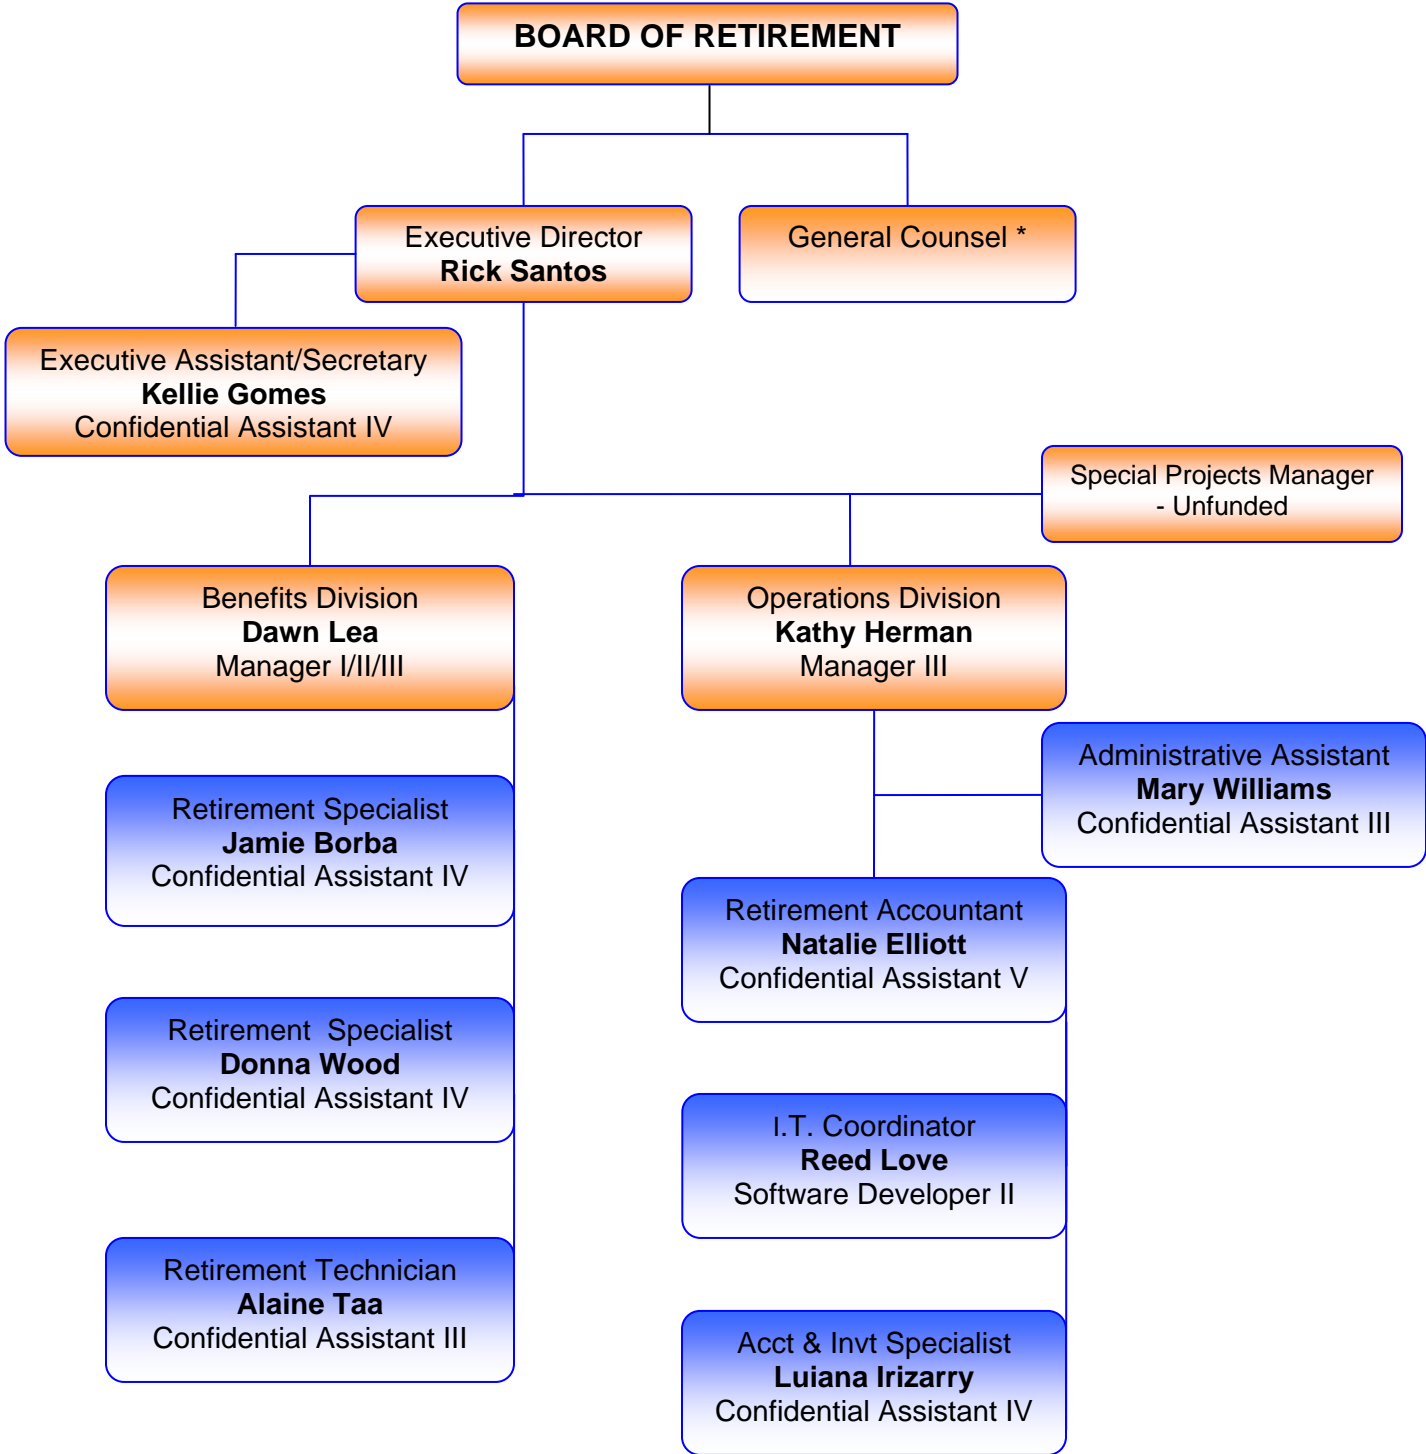 BOARD OF RETIREMENT
Executive Director
Rick Santos
General Counsel *
Executive Assistant/Secretary
Kellie Gomes
Confidential Assistant IV
Special Projects Manager
- Unfunded
Benefits Division
Dawn Lea
Manager I/II/III
Operations Division
Kathy Herman
Manager III
Administrative Assistant
Mary Williams
Confidential Assistant III
Retirement Specialist
Jamie Borba
Confidential Assistant IV
Retirement Accountant
Natalie Elliott
Confidential Assistant V
Retirement  Specialist
Donna Wood
Confidential Assistant IV
I.T. Coordinator
Reed Love
Software Developer II
Retirement Technician
Alaine Taa
Confidential Assistant III
Acct & Invt Specialist
Luiana Irizarry
Confidential Assistant IV